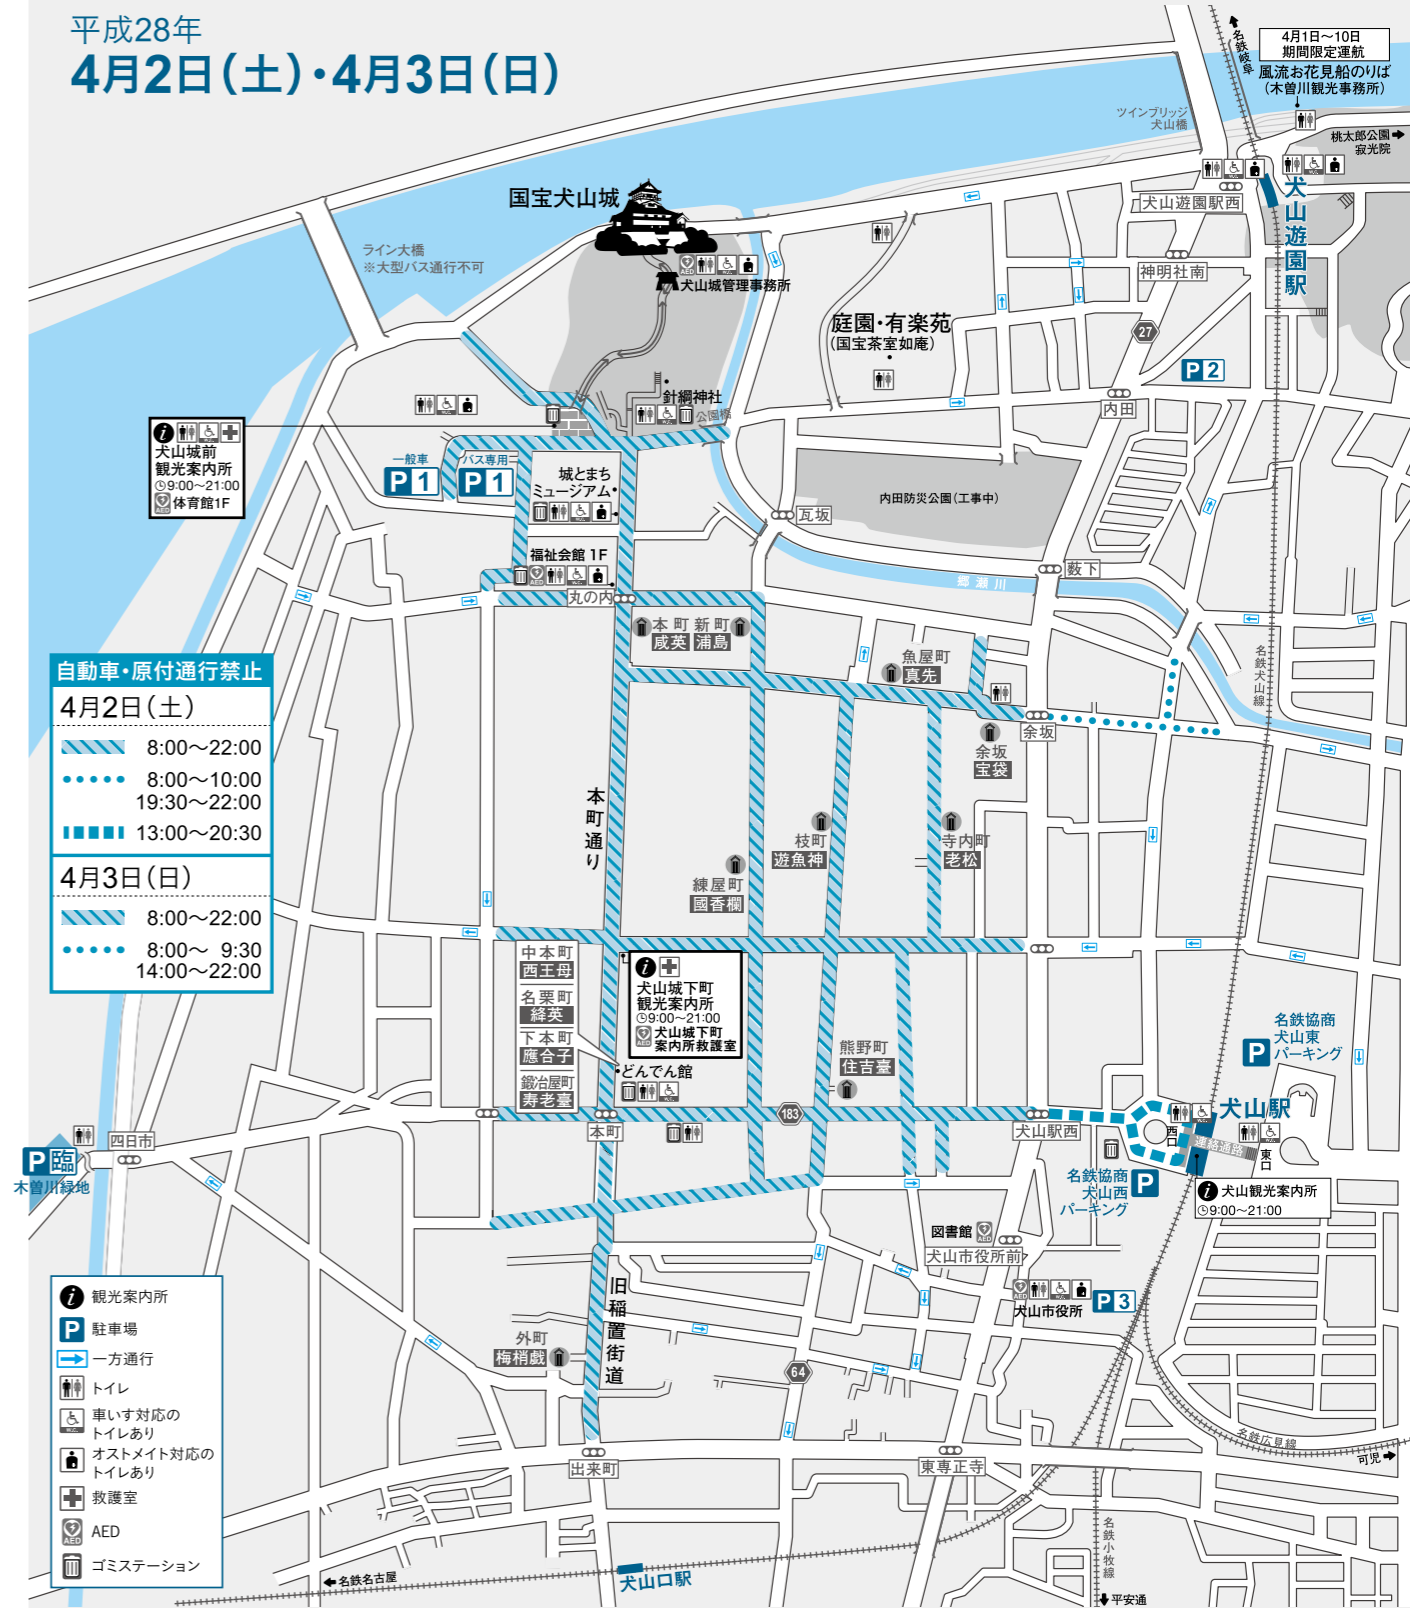 平成28年
4月2日(土)・4月3日(日)
名鉄岐阜
4月1日〜10日
期間限定運航
風流お花見船のりば
(木曽川観光事務所)
ツインブリッジ
犬山橋
桃太郎公園
寂光院
犬山遊園駅西
犬山遊園駅
神明社南
国宝犬山城
ライン大橋
※大型バス通行不可
AED
犬山城管理事務所
庭園・有楽苑
(国宝茶室如庵)
27
P2
内田
針綱神社
公園橋
犬山城前
観光案内所
9:00〜21:00
AED
体育館1F
一般車
P1
バス専用
P1
城とまち
ミュージアム
内田防災公園(工事中)
瓦坂
福祉会館 1F
AED
丸の内
藪下
郷瀬川
本町
咸英
新町
浦島
魚屋町
真先
名鉄犬山線
余坂
余坂
宝袋
自動車・原付通行禁止
4月2日(土)
8:00〜22:00
8:00〜10:00
19:30〜22:00
13:00〜20:30
4月3日(日)
8:00〜22:00
8:00〜 9:30
14:00〜22:00
本町通り
枝町
遊魚神
寺内町
老松
練屋町
國香欄
中本町
西王母
名栗町
絳英
下本町
應合子
鍛冶屋町
寿老臺
犬山城下町
観光案内所
9:00〜21:00
AED
犬山城下町
案内所救護室
どんでん館
熊野町
住吉臺
名鉄協商
犬山東
パーキング
P
183
本町
犬山駅西
犬山駅
西口
連絡通路
東口
四日市
P臨
木曽川緑地
名鉄協商
犬山西
パーキング
P
犬山観光案内所
9:00〜21:00
図書館
AED
犬山市役所前
AED
犬山市役所
P3
旧稲置街道
外町
梅梢戯
64
観光案内所
P 駐車場
一方通行
トイレ
車いす対応の
トイレあり
オストメイト対応の
トイレあり
救護室
AED AED
ゴミステーション
出来町
東専正寺
名鉄広見線
可児
名鉄小牧線
犬山口駅
名鉄名古屋
平安通